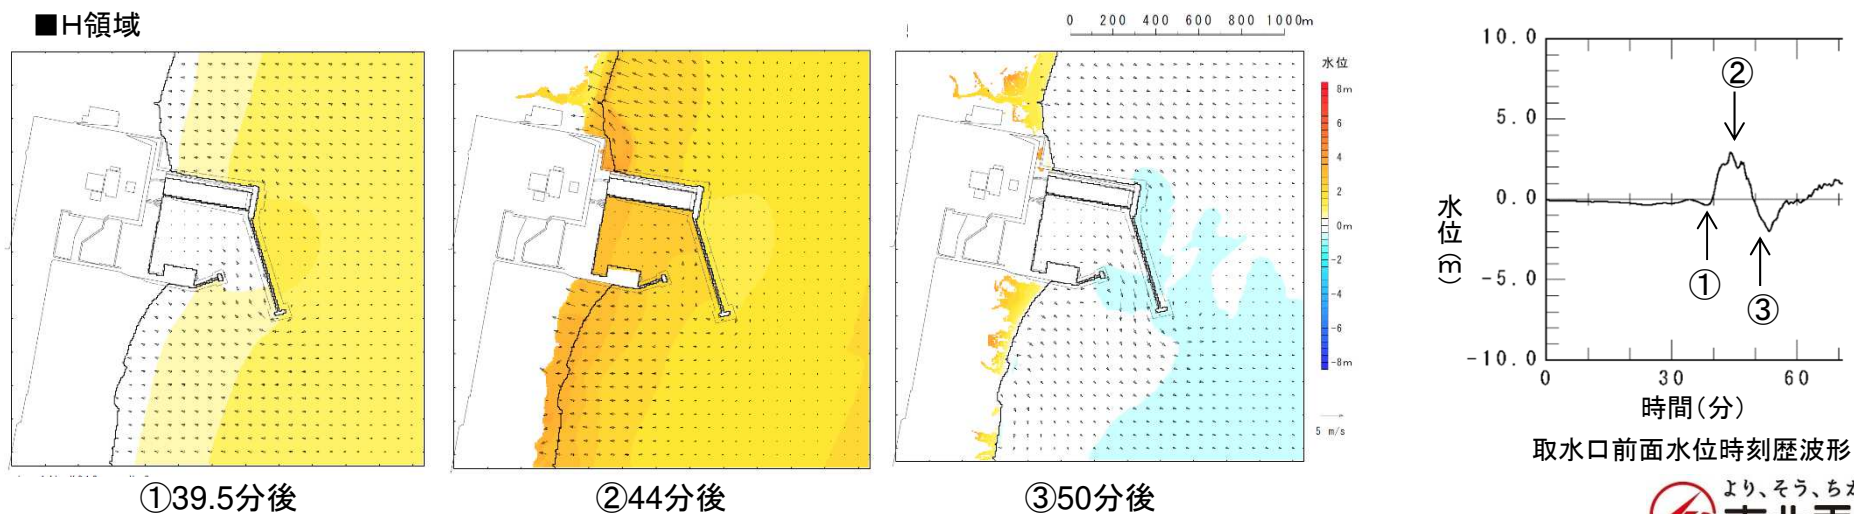 ■H領域
0 200 400 600 800 1000m
水位
8m
6
4
2
0m
-2
-4
-6
-8m
5 m/s
①39.5分後
②44分後
③50分後
10.0
5.0
0.0
-5.0
-10.0
水位(m)
②
①
③
0 30 60
時間(分)
取水口前面水位時刻歴波形
より、そう、ちか